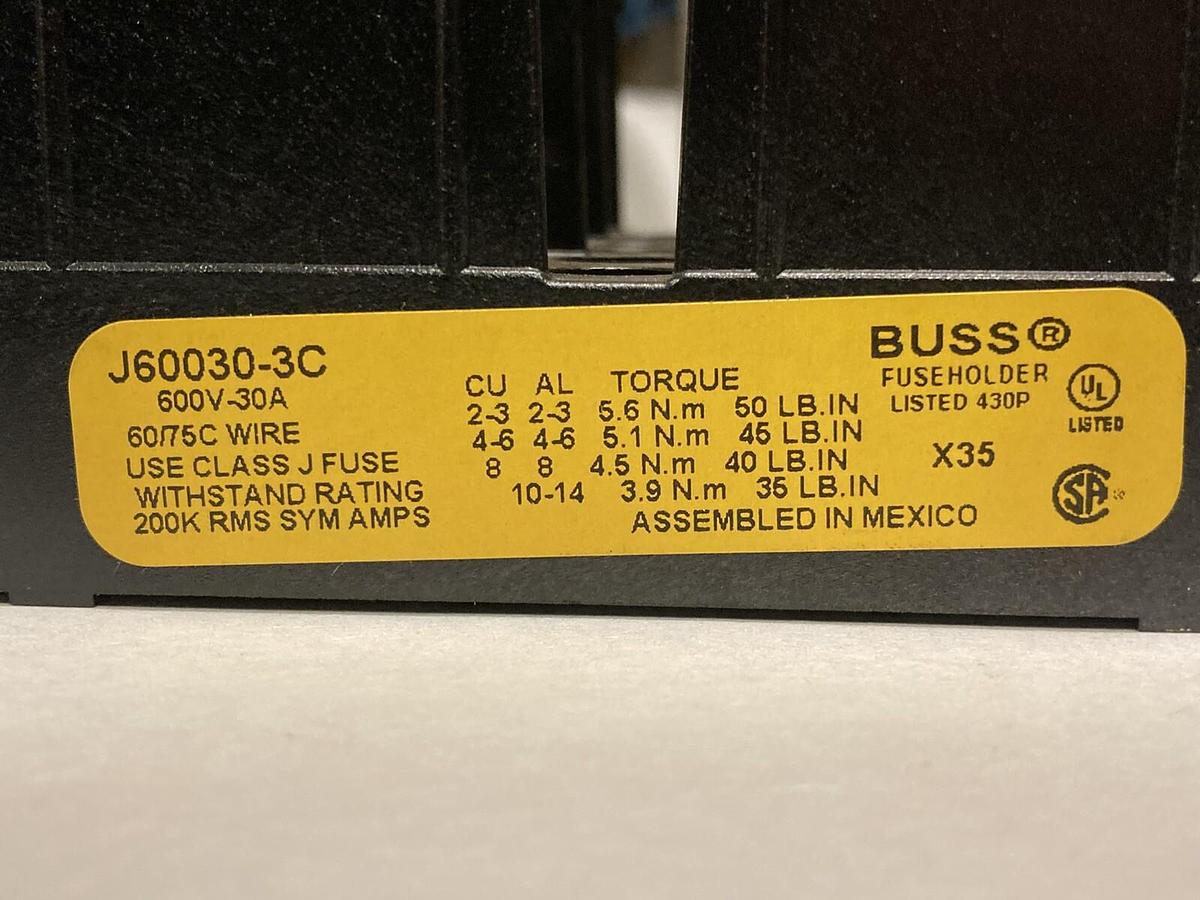 J60030-3C
600V-30A
60/75C WIRE
USE CLASS J FUSE
WITHSTAND RATING
200K RMS SYM AMPS
CU AL TORQUE
2-3 2-3 5.6 N.m 50 LB.IN
4-6 4-6 5.1 N.m 45 LB.IN
8 8 4.5 N.m 40 LB.IN
10-14 3.9 N.m 35 LB.IN
ASSEMBLED IN MEXICO
BUSS®
FUSEHOLDER
LISTED 430P
X35
UL
LISTED
SA